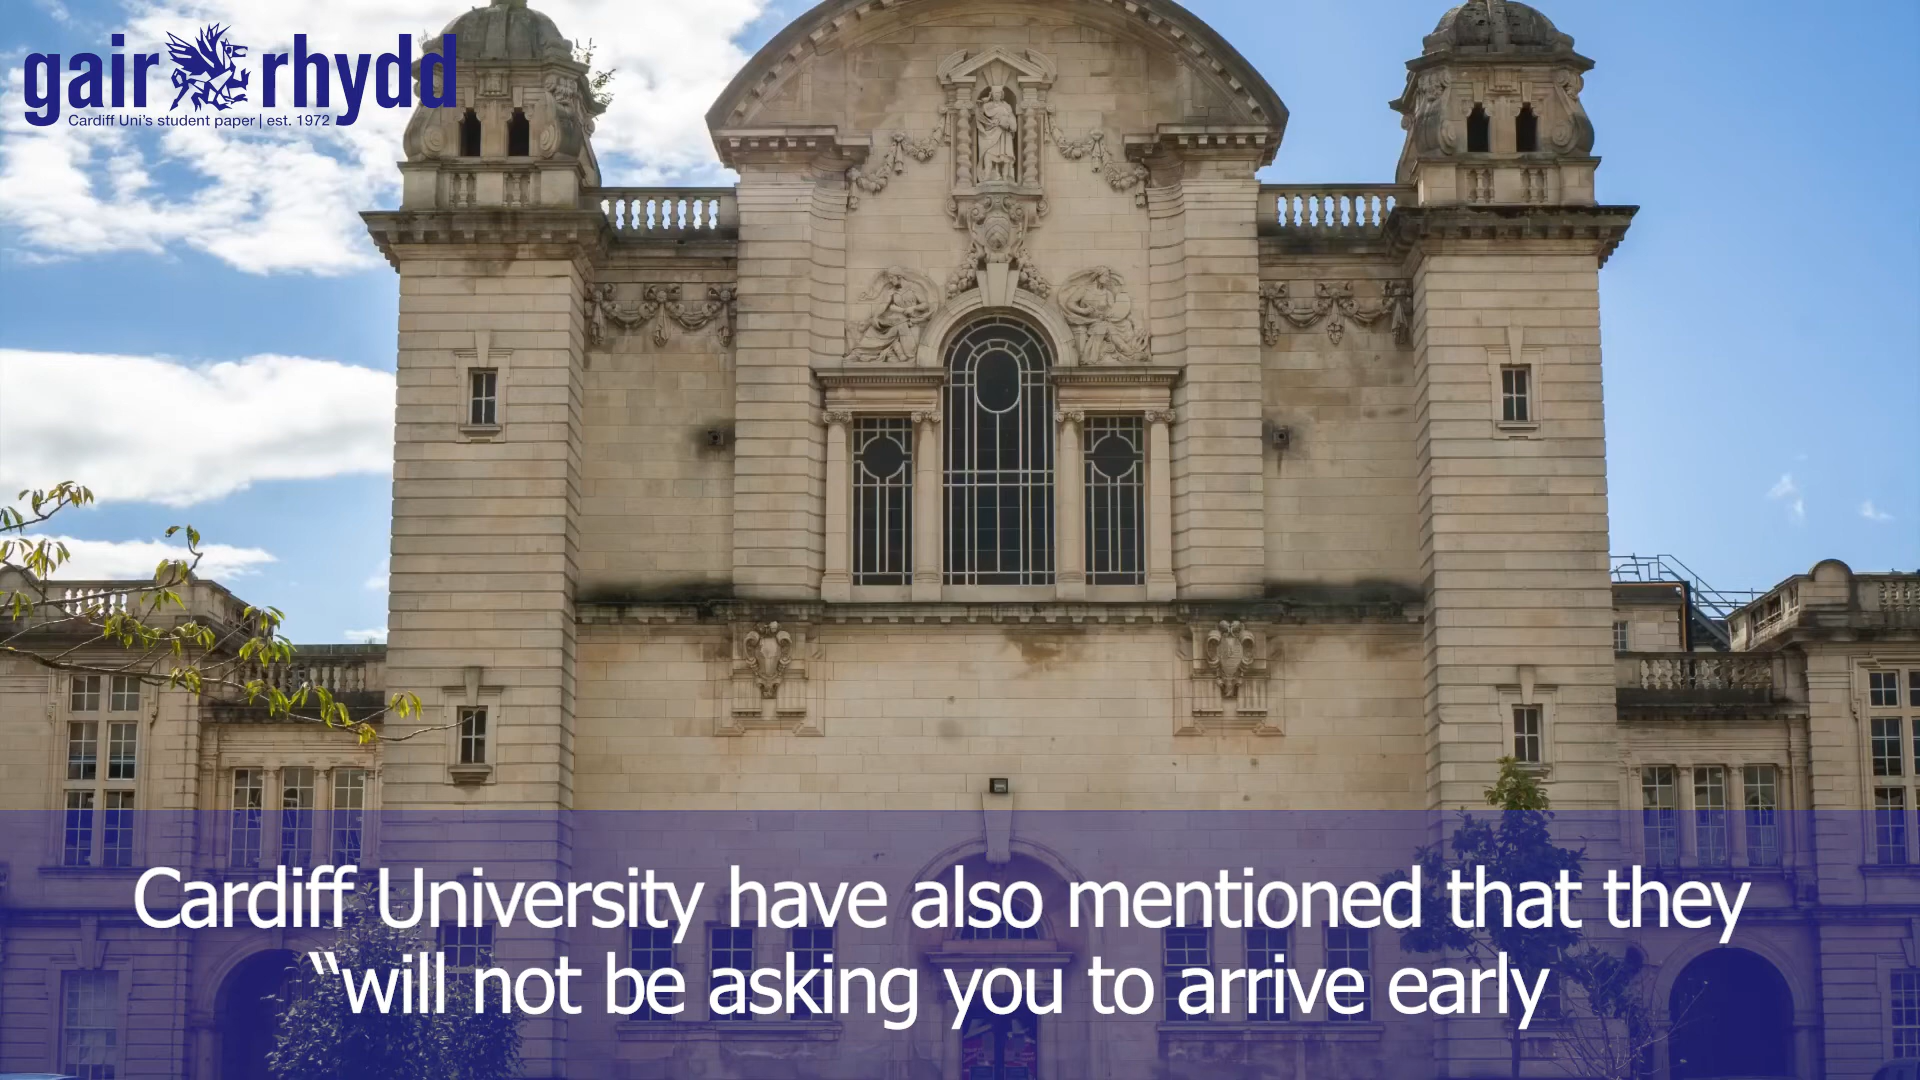 gair rhydd
Cardiff Uni's student paper | est. 1972
Cardiff University have also mentioned that they
“will not be asking you to arrive early